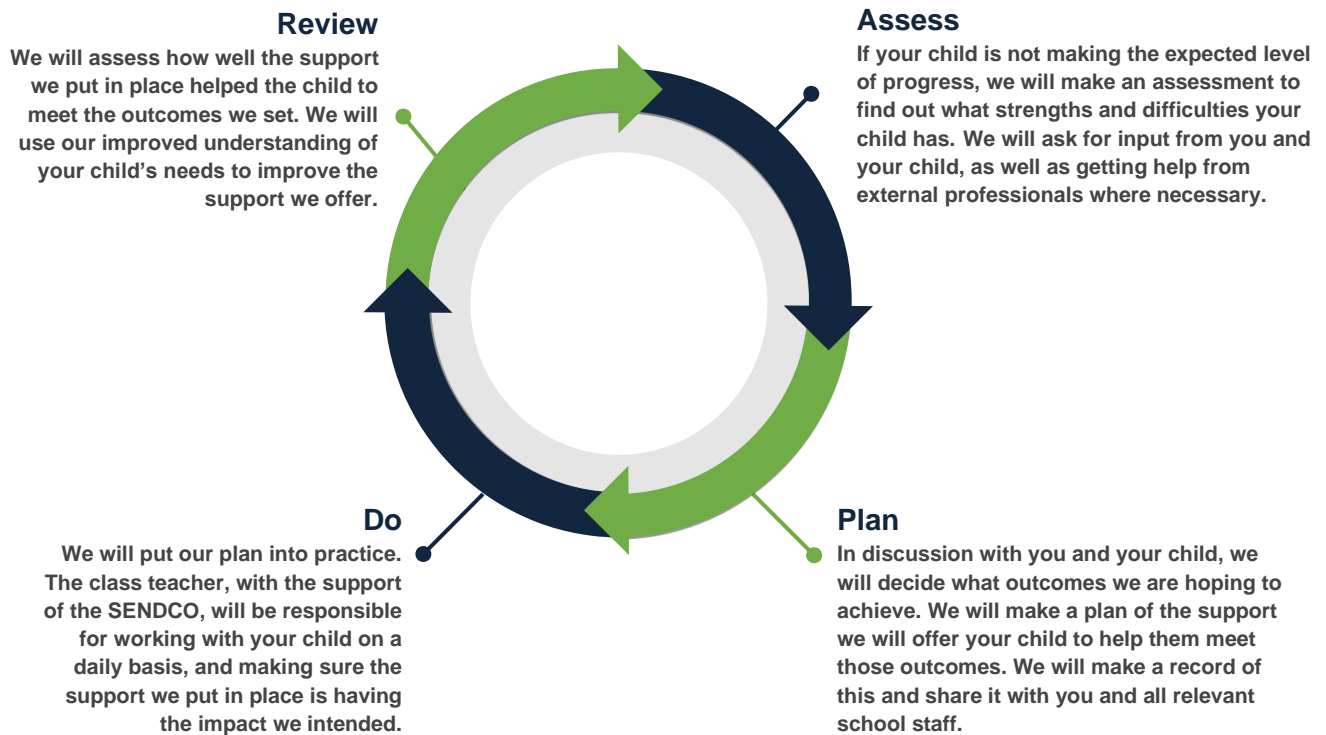 Review
We will assess how well the support
we put in place helped the child to
meet the outcomes we set. We will
use our improved understanding of
your child’s needs to improve the
support we offer.
Assess
If your child is not making the expected level
of progress, we will make an assessment to
find out what strengths and difficulties your
child has. We will ask for input from you and
your child, as well as getting help from
external professionals where necessary.
Do
We will put our plan into practice.
The class teacher, with the support
of the SENDCO, will be responsible
for working with your child on a
daily basis, and making sure the
support we put in place is having
the impact we intended.
Plan
In discussion with you and your child, we
will decide what outcomes we are hoping to
achieve. We will make a plan of the support
we will offer your child to help them meet
those outcomes. We will make a record of
this and share it with you and all relevant
school staff.